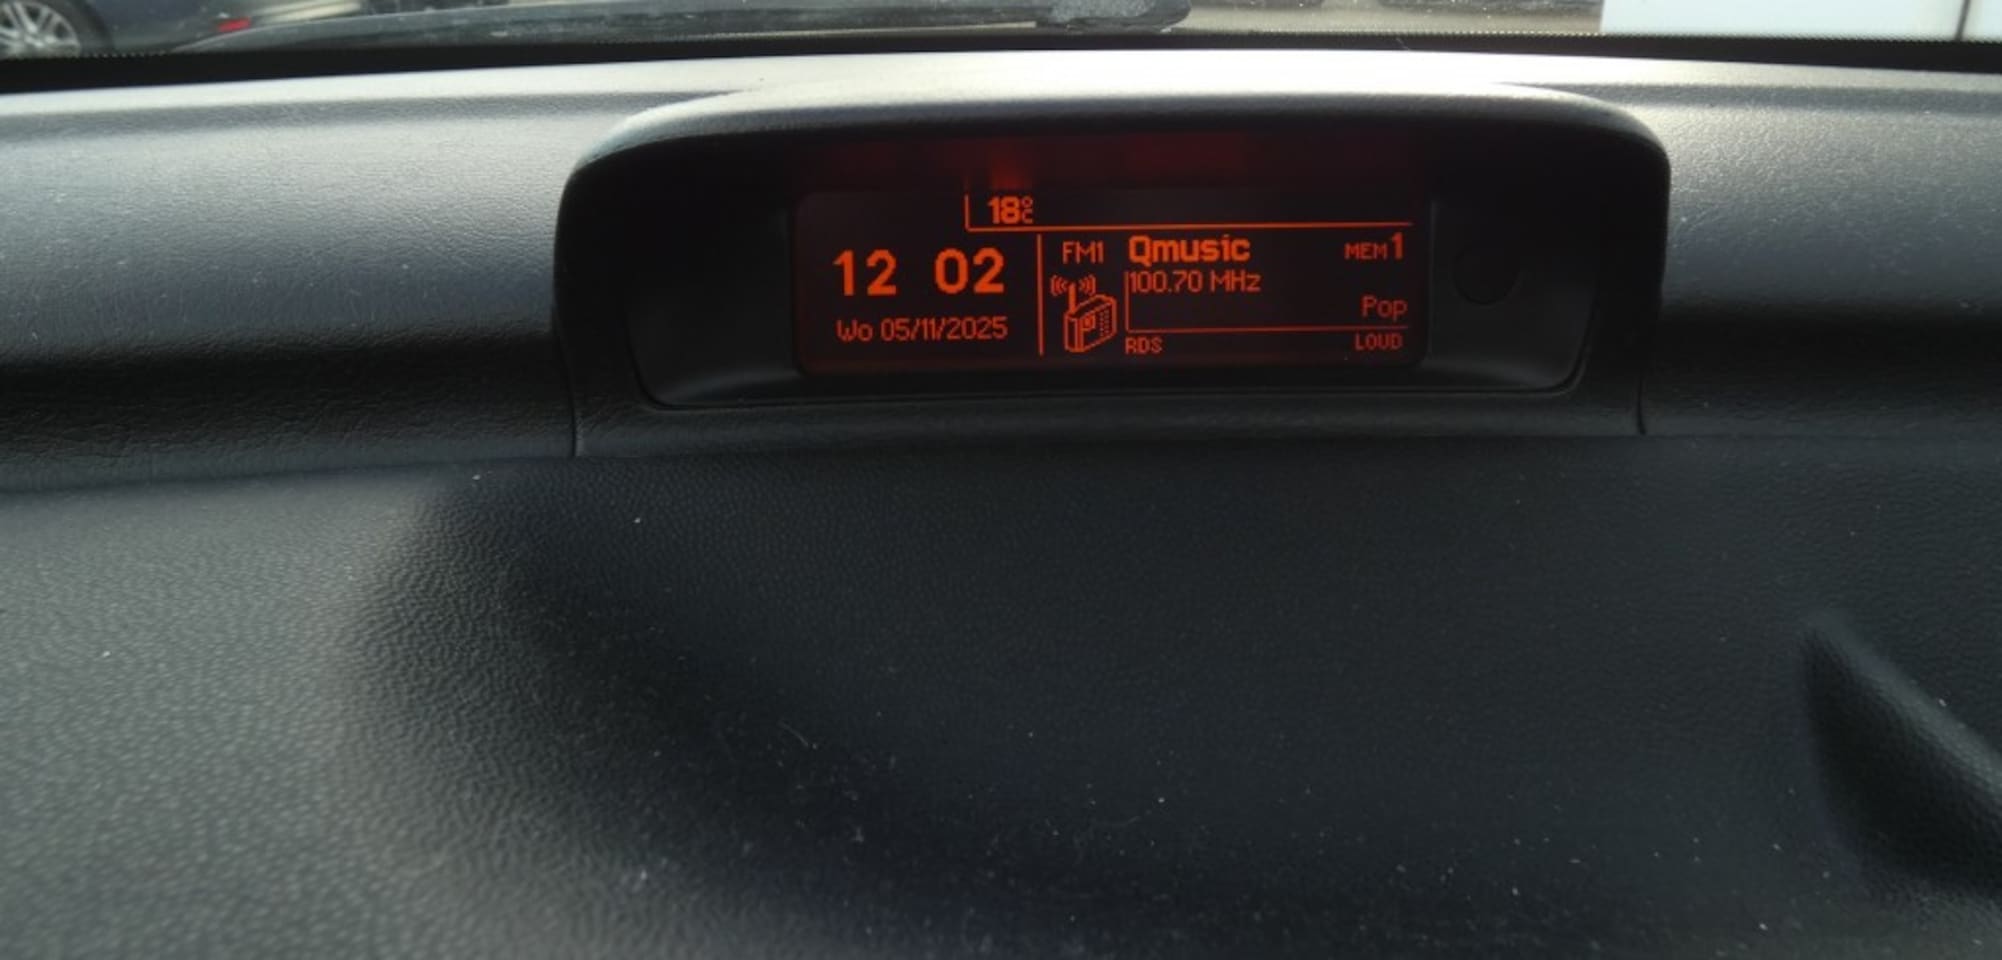 18°C
12 02
Wo 05/11/2025
FM1 Qmusic MEM 1
100.70 MHz
Pop
RDS LOUD